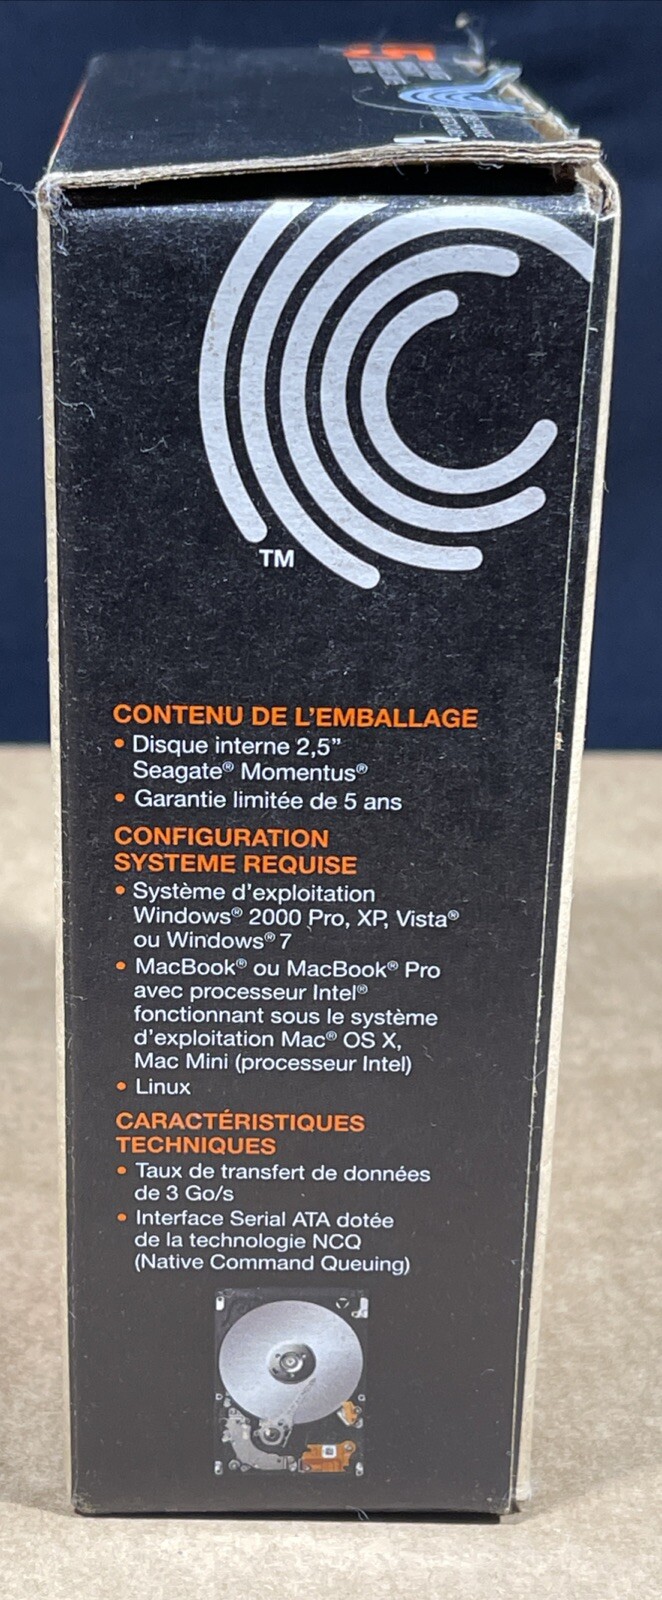 5
TM
CONTENU DE L'EMBALLAGE
• Disque interne 2,5”
Seagate® Momentus®
• Garantie limitée de 5 ans
CONFIGURATION
SYSTEME REQUISE
• Système d'exploitation
Windows® 2000 Pro, XP, Vista®
ou Windows® 7
• MacBook® ou MacBook® Pro
avec processeur Intel®
fonctionnant sous le système
d'exploitation Mac® OS X,
Mac Mini (processeur Intel)
• Linux
CARACTÉRISTIQUES
TECHNIQUES
• Taux de transfert de données
de 3 Go/s
• Interface Serial ATA dotée
de la technologie NCQ
(Native Command Queuing)